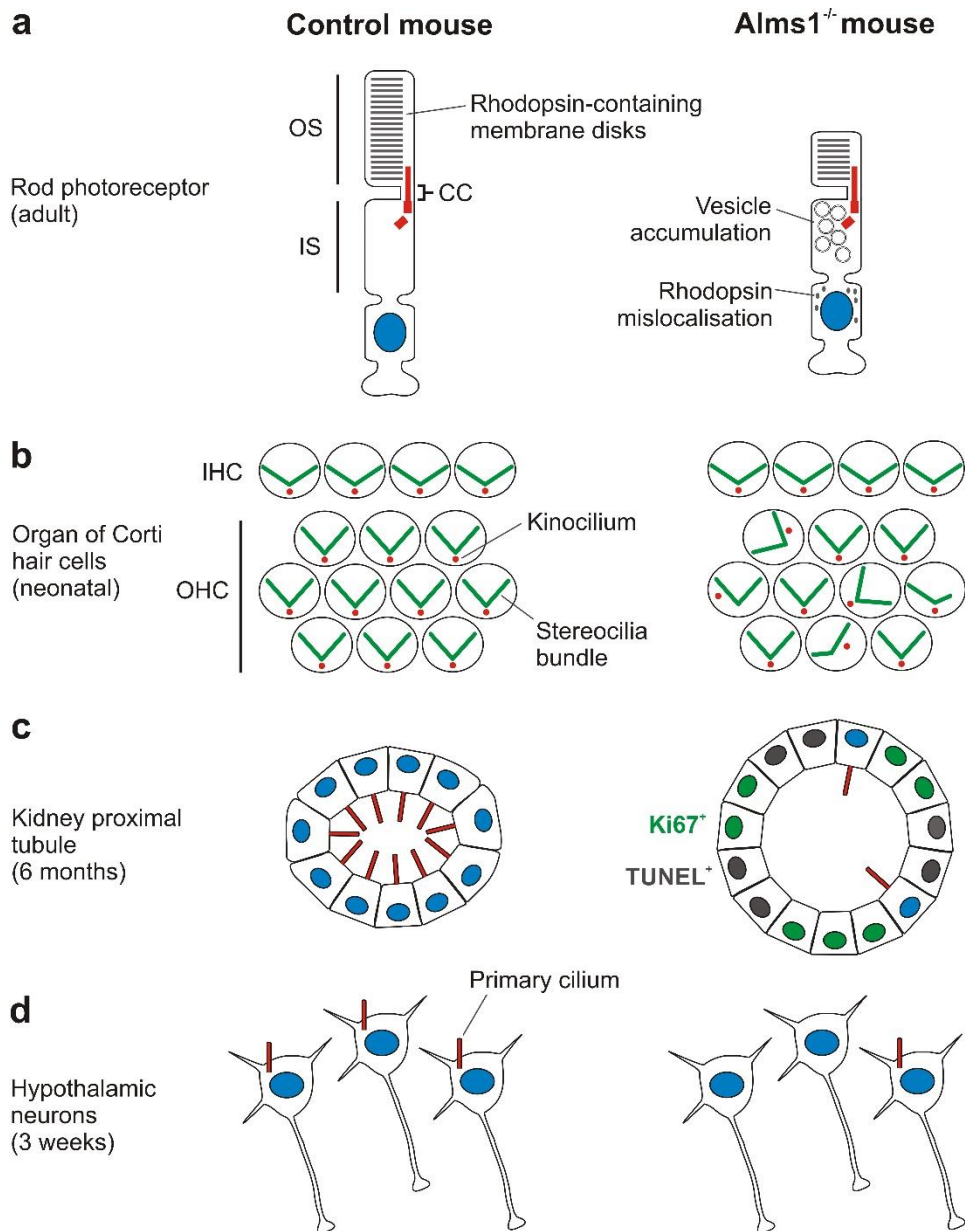 a
Control mouse
Alms1-/- mouse
Rod photoreceptor
(adult)
OS
IS
Rhodopsin-containing
membrane disks
CC
Vesicle
accumulation
Rhodopsin
mislocalisation
b
Organ of Corti
hair cells
(neonatal)
IHC
OHC
Kinocilium
Stereocilia
bundle
c
Kidney proximal
tubule
(6 months)
Ki67+
TUNEL+
d
Hypothalamic
neurons
(3 weeks)
Primary cilium